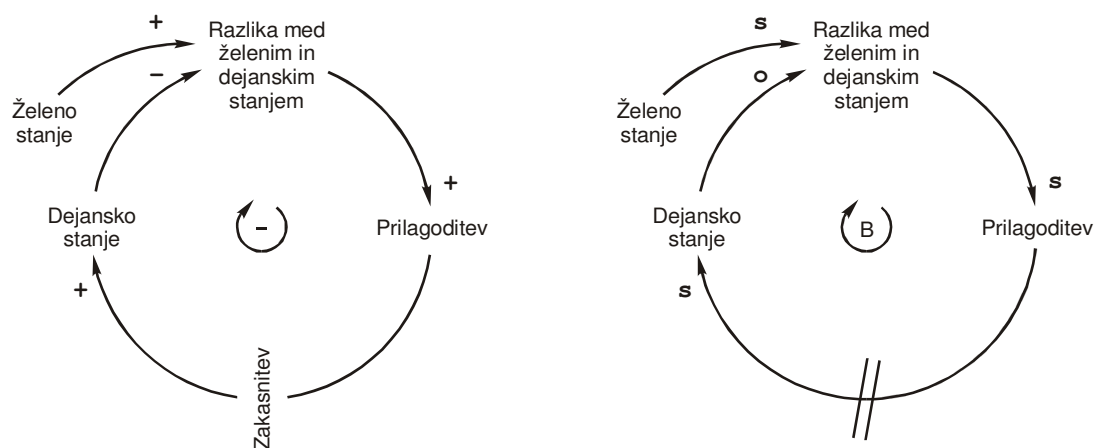 +
Razlika med
želenim in
dejanskim
stanjem
-
Želeno
stanje
+
Dejansko
stanje
-
Prilagoditev
+
Zakasnitev
s
Razlika med
želenim in
dejanskim
stanjem
o
Želeno
stanje
s
Dejansko
stanje
B
Prilagoditev
s